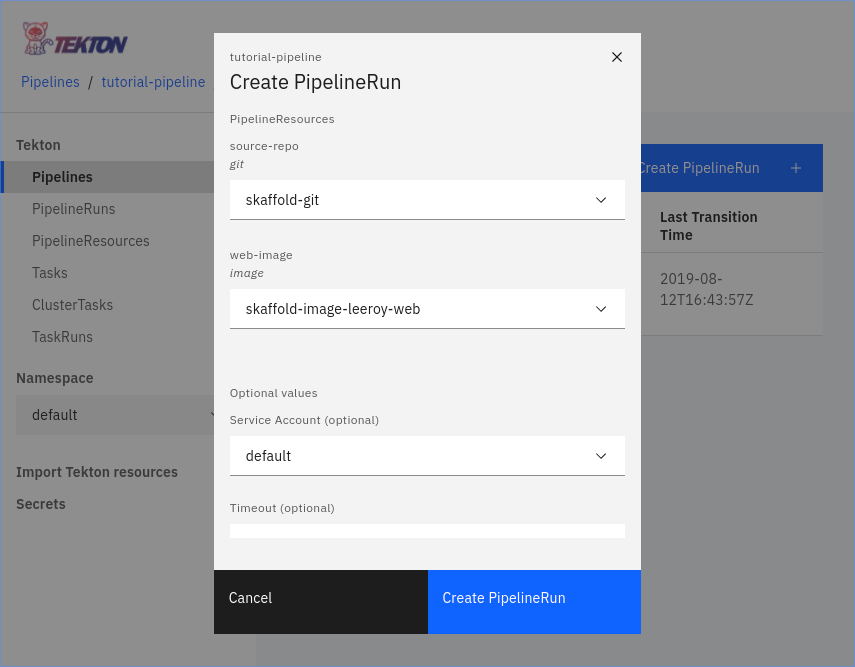 TEKTON
Pipelines / tutorial-pipeline
Tekton
Pipelines
PipelineRuns
PipelineResources
Tasks
ClusterTasks
TaskRuns
Namespace
default
Import Tekton resources
Secrets
tutorial-pipeline
Create PipelineRun
PipelineResources
source-repo
git
skaffold-git
web-image
image
skaffold-image-leeroy-web
Optional values
Service Account (optional)
default
Timeout (optional)
Cancel
Create PipelineRun
Create PipelineRun +
Last Transition
Time
2019-08-
12T16:43:57Z